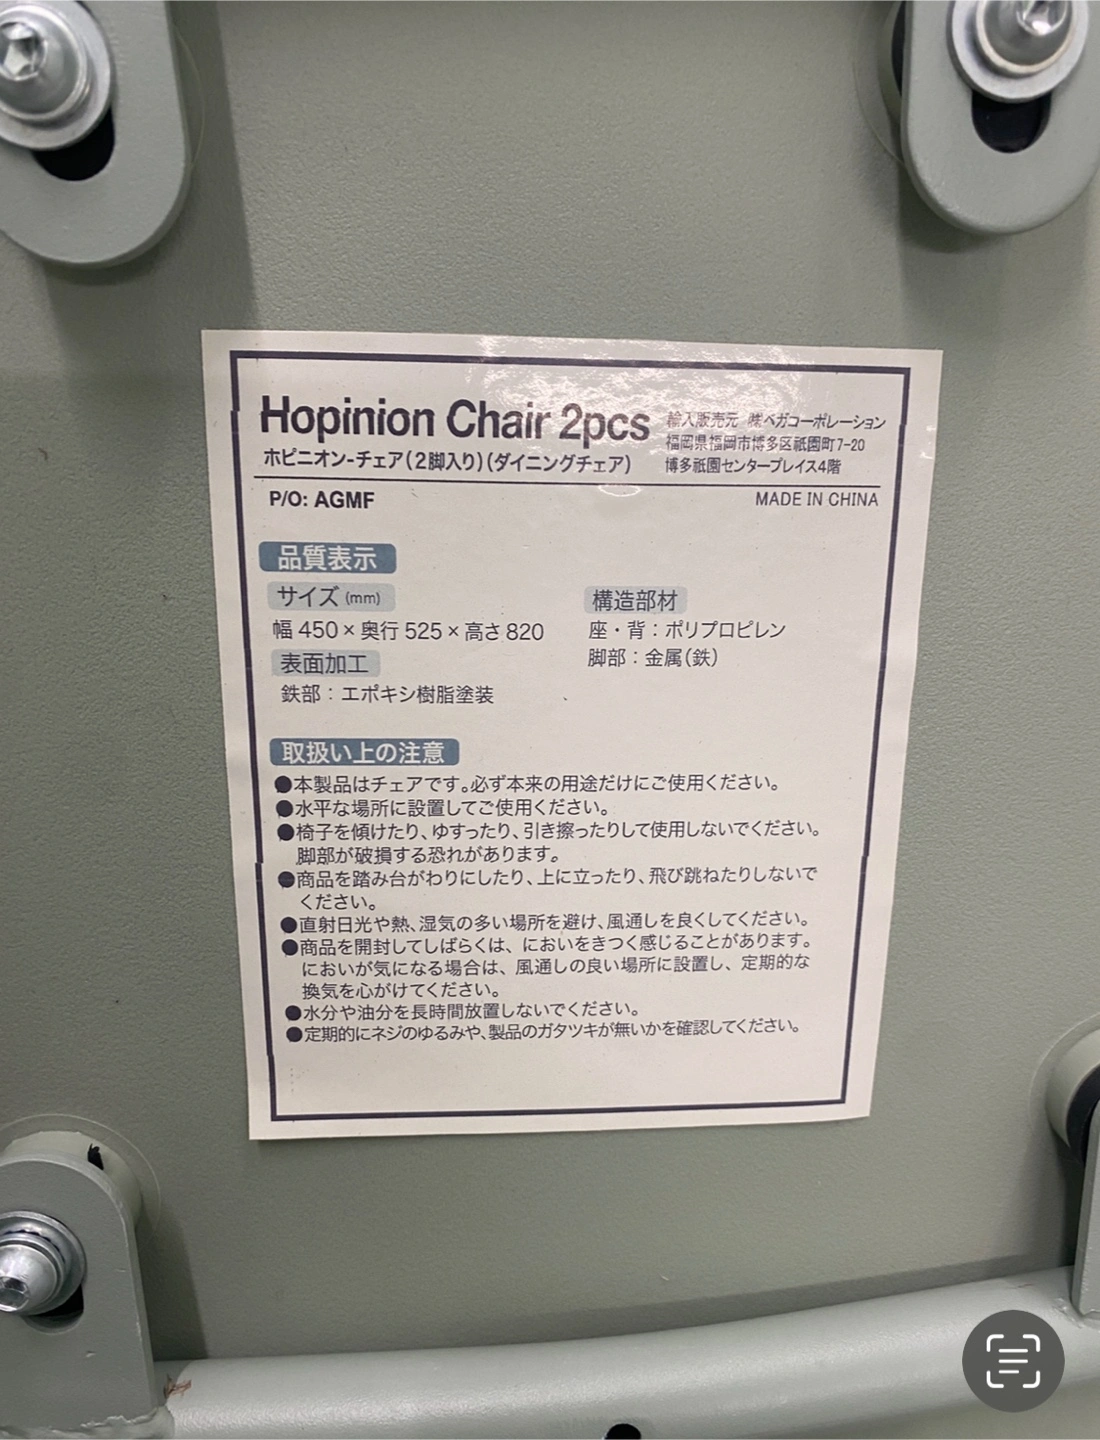 Hopinion Chair 2pcs
ホピニオン-チェア(2脚入り)(ダイニングチェア)
輸入販売元 ㈱ベガコーポレーション
福岡県福岡市博多区祇園町7-20
博多祇園センタープレイス4階
P/O: AGMF
MADE IN CHINA
品質表示
サイズ(mm)
幅450×奥行525×高さ820
表面加工
鉄部：エポキシ樹脂塗装
構造部材
座・背：ポリプロピレン
脚部：金属(鉄)
取扱い上の注意
●本製品はチェアです。必ず本来の用途だけにご使用ください。
●水平な場所に設置してご使用ください。
●椅子を傾けたり、ゆすったり、引き擦ったりして使用しないでください。
脚部が破損する恐れがあります。
●商品を踏み台がわりにしたり、上に立ったり、飛び跳ねたりしないで
ください。
●直射日光や熱、湿気の多い場所を避け、風通しを良くしてください。
●商品を開封してしばらくは、においをきつく感じることがあります。
においが気になる場合は、風通しの良い場所に設置し、定期的な
換気を心がけてください。
●水分や油分を長時間放置しないでください。
●定期的にネジのゆるみや、製品のガタツキが無いかを確認してください。